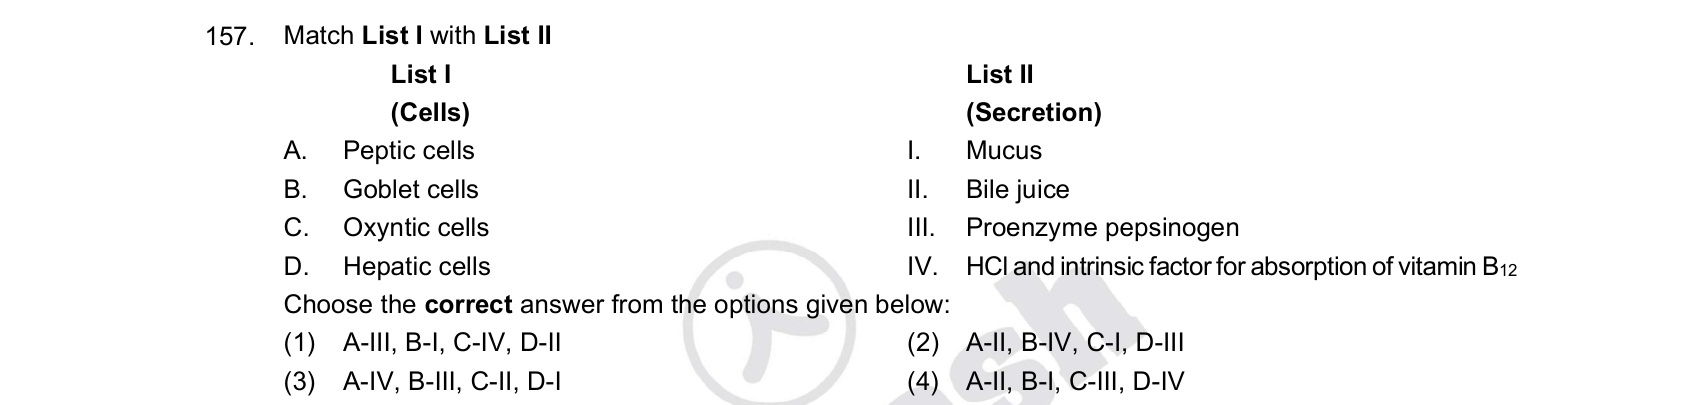 157. Match List I with List II
List I List II
(Cells) (Secretion)
A. Peptic cells I. Mucus
B. Goblet cells II. Bile juice
C. Oxyntic cells III. Proenzyme pepsinogen
D. Hepatic cells IV. HCl and intrinsic factor for absorption of vitamin B12
Choose the correct answer from the options given below:
(1) A-III, B-I, C-IV, D-II (2) A-II, B-IV, C-I, D-III
(3) A-IV, B-III, C-II, D-I (4) A-II, B-I, C-III, D-IV